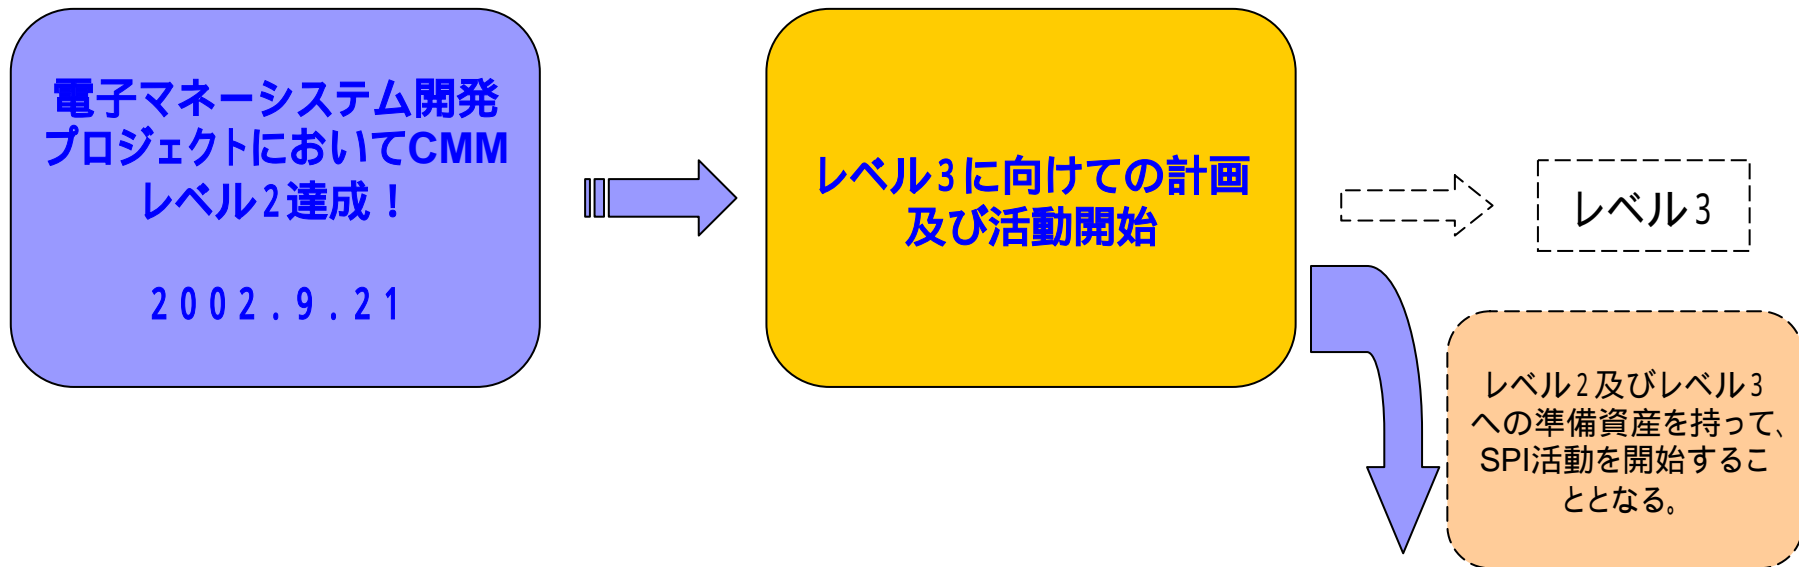 電子マネーシステム開発
プロジェクトにおいてCMM
レベル2達成！
２００２．９．２１
レベル3に向けての計画
及び活動開始
レベル3
レベル2及びレベル3
への準備資産を持って、
SPI活動を開始するこ
ととなる。